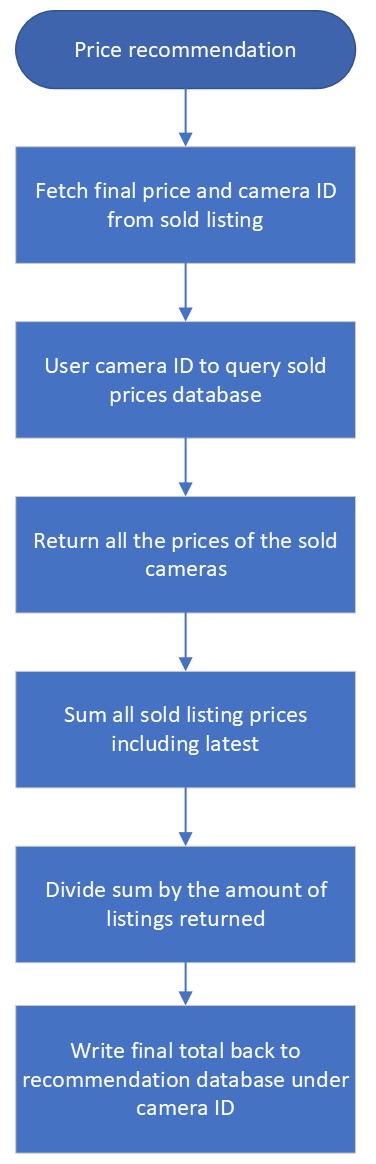 Price recommendation
Fetch final price and camera ID
from sold listing
User camera ID to query sold
prices database
Return all the prices of the sold
cameras
Sum all sold listing prices
including latest
Divide sum by the amount of
listings returned
Write final total back to
recommendation database under
camera ID